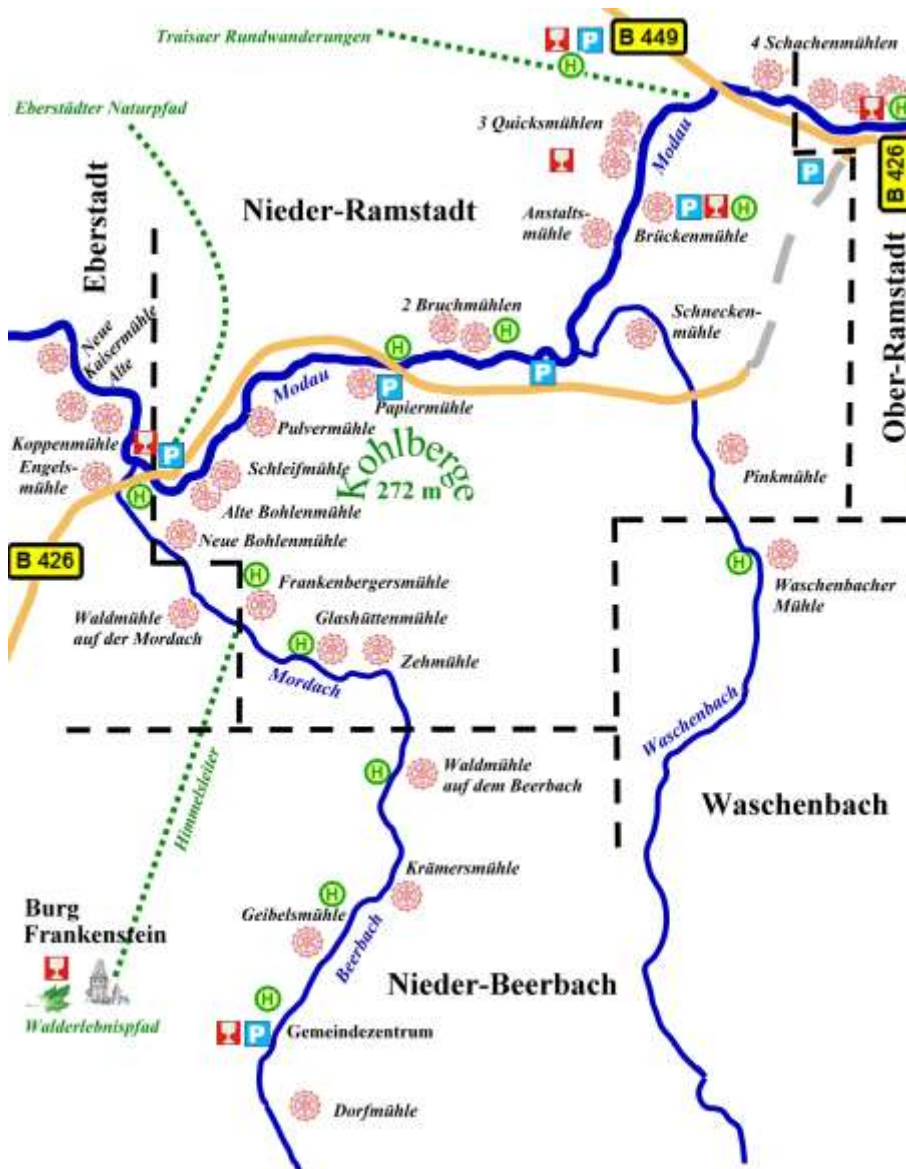 Traisaer Rundwanderungen
P
H
B 449
4 Schachenmühlen
H
Eberstädter Naturpfad
3 Quicksmühlen
Modau
P
B 426
Nieder-Ramstadt
Anstalts-
mühle
P
H
Brückenmühle
Eberstadt
Ober-Ramstadt
2 Bruchmühlen
H
Schnecken-
mühle
Neue
Kaisermühle
Alte
H
Modau
P
P
Papiermühle
Pulvermühle
Koppenmühle
P
Engels-
mühle
H
Schleifmühle
Kohlberge
272 m
Pinkmühle
Alte Bohlenmühle
Neue Bohlenmühle
B 426
H
Frankenbergersmühle
H
Waschenbacher
Mühle
Waldmühle
auf der Mordach
Glashüttenmühle
H
Zehmühle
Mordach
Waschenbach
Himmelsleiter
H
Waldmühle
auf dem Beerbach
Waschenbach
Krämersmühle
H
Geibelsmühle
Burg
Frankenstein
Beerbach
Nieder-Beerbach
H
Walderlebnispfad
P
Gemeindezentrum
Dorfmühle